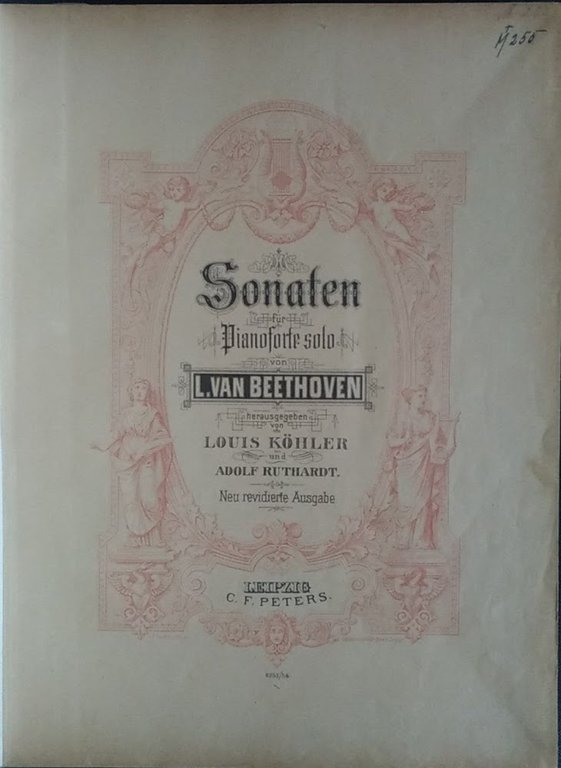 255
Sonaten
für
Pianoforte solo
von
L. VAN BEETHOVEN
herausgegeben
von
LOUIS KÖHLER
und
ADOLF RUTHARDT.
Neu revidierte Ausgabe
LEIPZIG
C. F. PETERS.